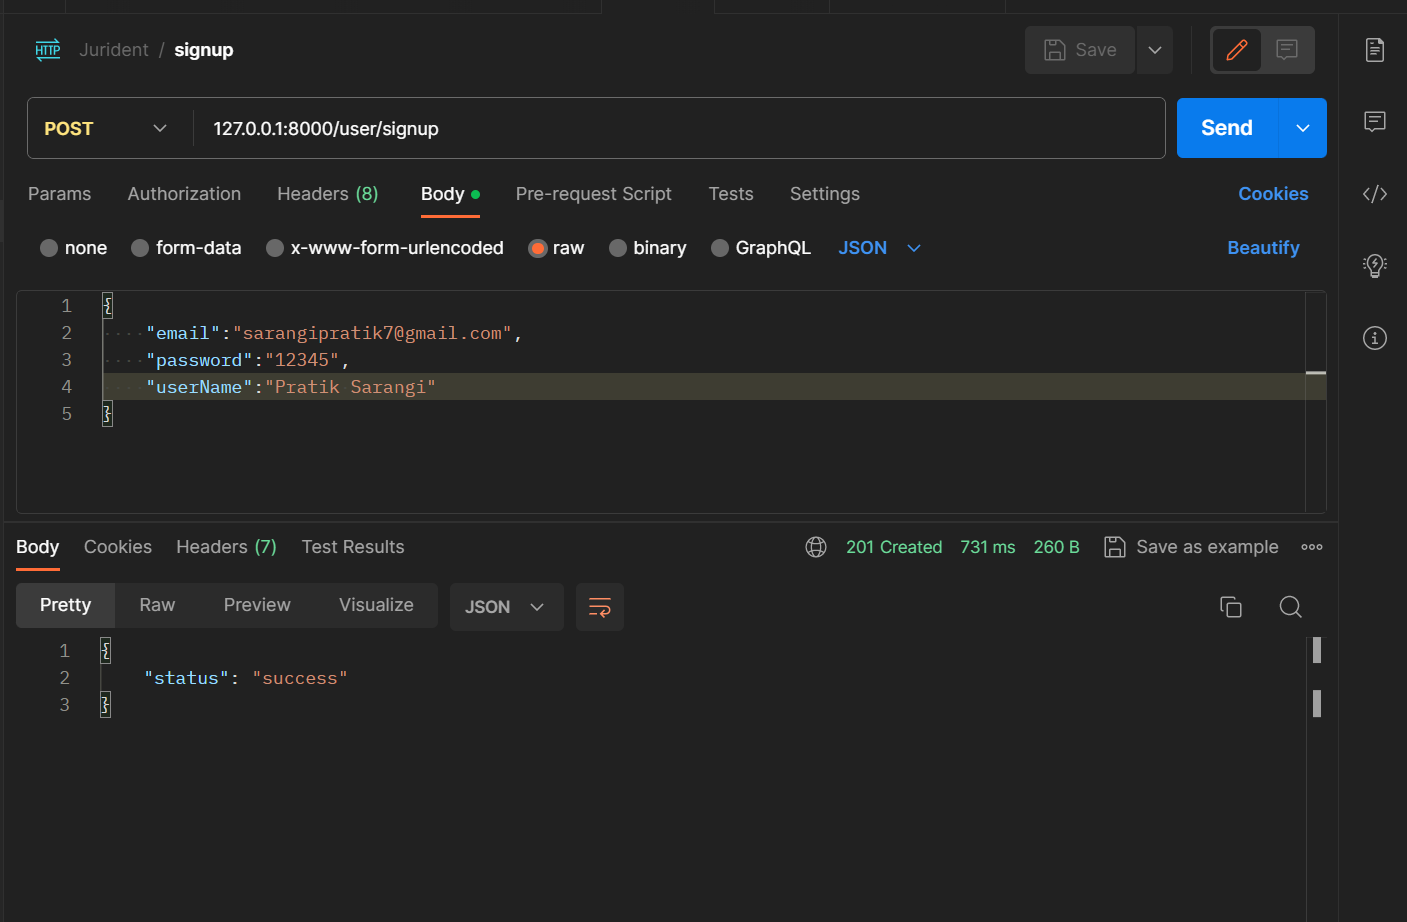 HTTP Jurident / signup Save
POST 127.0.0.1:8000/user/signup Send
Params Authorization Headers (8) Body Pre-request Script Tests Settings Cookies
none form-data x-www-form-urlencoded raw binary GraphQL JSON Beautify
1 {
2 "email":"sarangipratik7@gmail.com",
3 "password":"12345",
4 "userName":"Pratik Sarangi"
5 }
Body Cookies Headers (7) Test Results 201 Created 731 ms 260 B Save as example
Pretty Raw Preview Visualize JSON
1 {
2 "status": "success"
3 }